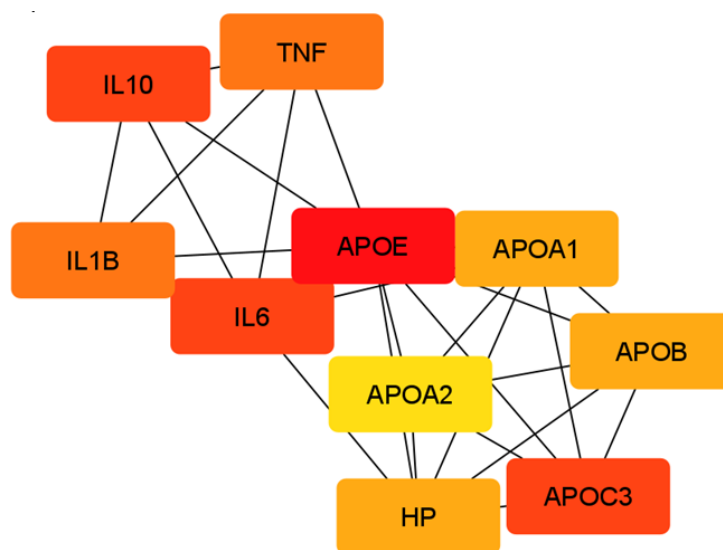 TNF
IL10
APOE
APOA1
IL1B
IL6
APOB
APOA2
APOC3
HP